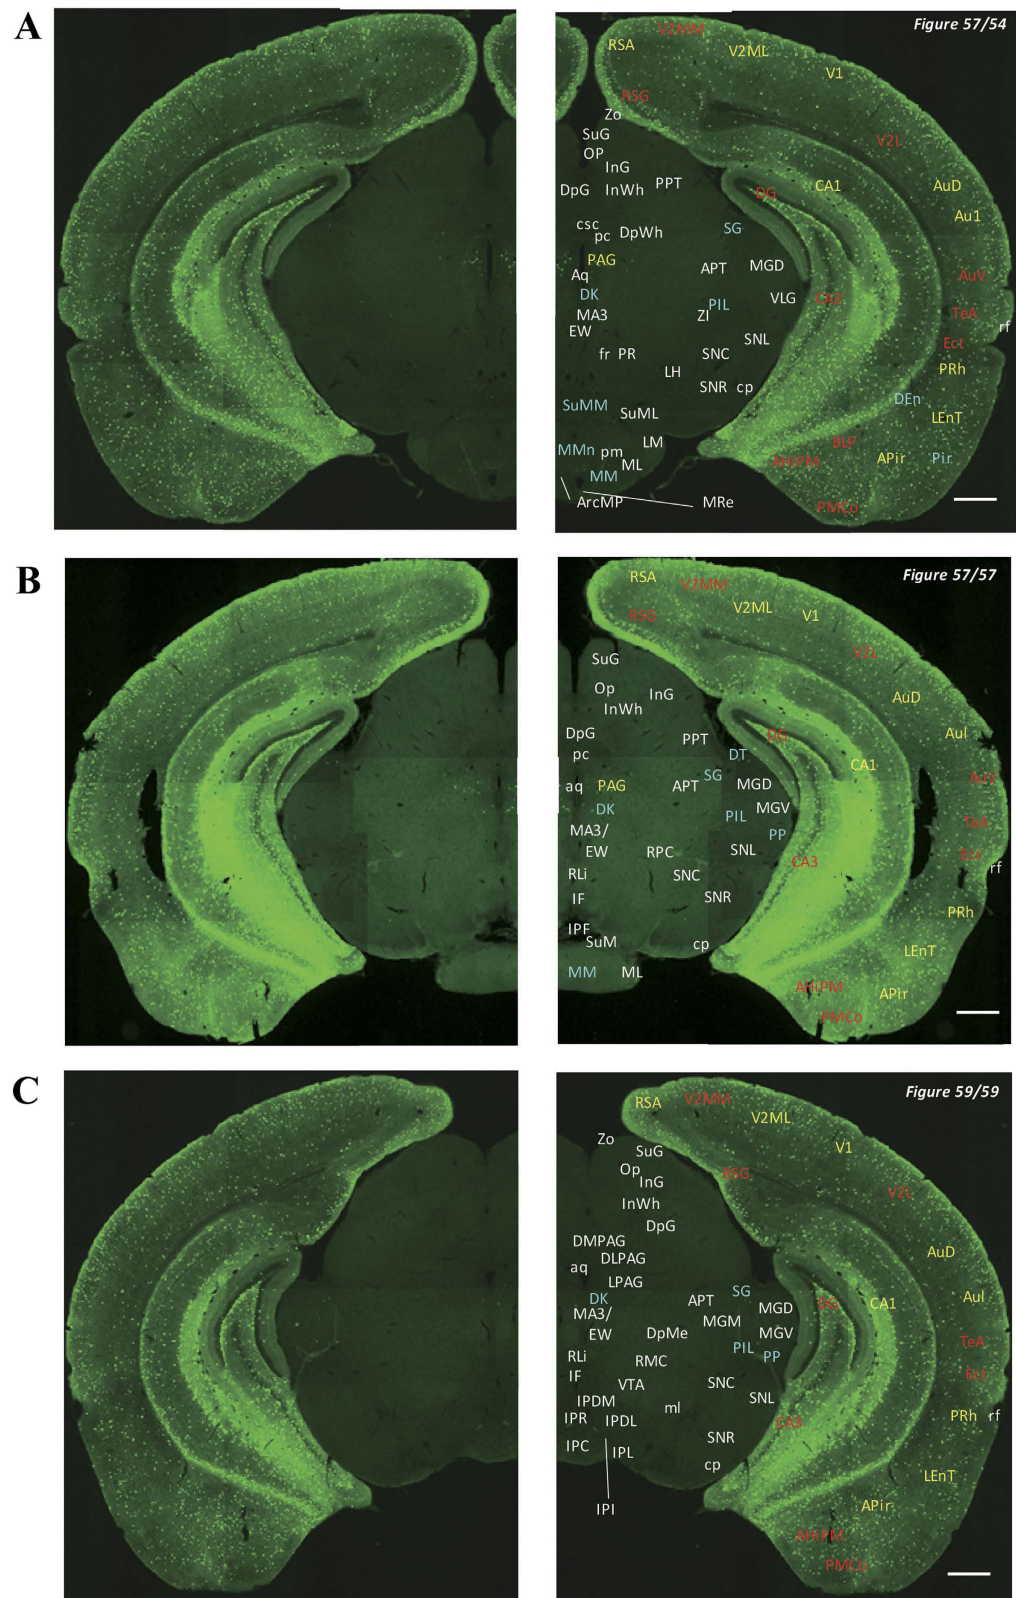 A
Figure 57/54
RSA
V2MM
V2ML
V1
RSG
Zo
V2L
SuG
OP
InG
PPT
DpG
InWh
DG
CA1
AuD
Au1
csc
pc
DpWh
SG
PAG
Aq
APT
MGD
AuV
DK
PIL
VLG
CA3
MA3
ZI
TeA
rf
EW
SNL
Ect
fr
PR
SNC
PRh
LH
SNR
cp
DEn
SuMM
SuML
LEnT
LM
BLP
MMn
pm
ML
AHiPM
APir
Pir
MM
ArcMP
MRe
PMCo
B
Figure 57/57
RSA
V2MM
V2ML
V1
RSG
V2L
SuG
Op
InG
InWh
AuD
DpG
PPT
DG
Aul
pc
DT
CA1
SG
AuV
aq
PAG
APT
MGD
DK
MGV
PIL
TeA
MA3/
PP
EW
RPC
SNL
Ect
CA3
rf
RLi
SNC
IF
SNR
PRh
IPF
SuM
cp
LEnT
MM
ML
AHiPM
APir
PMCo
C
Figure 59/59
RSA
V2MM
V2ML
Zo
V1
SuG
Op
RSG
InG
V2L
InWh
DpG
DMPAG
AuD
DLPAG
aq
LPAG
DK
APT
SG
MGD
DG
CA1
Aul
MA3/
MGM
EW
DpMe
MGV
TeA
PIL
PP
RLi
RMC
IF
VTA
SNC
Ect
IPDM
SNL
IPR
IPDL
ml
CA3
PRh
rf
IPC
IPL
SNR
cp
LEnT
IPI
APir
AHiPM
PMCo